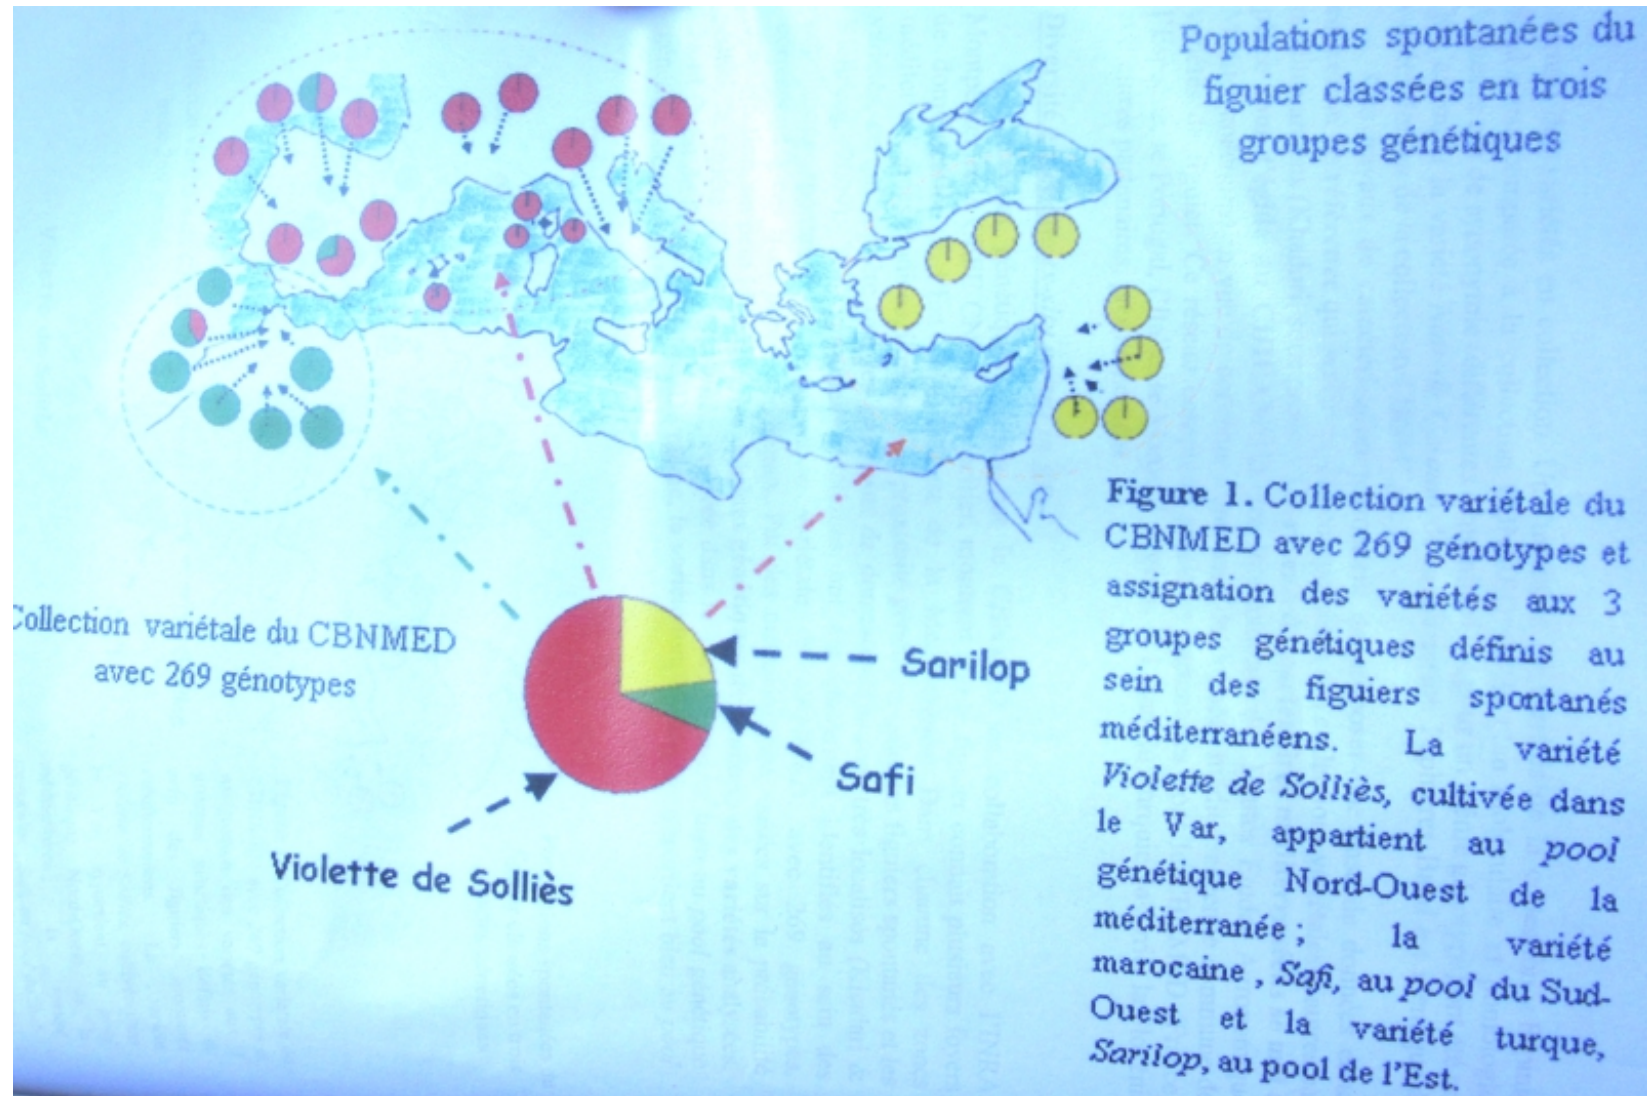 Populations spontanées du
figuier classées en trois
groupes génétiques
Collection variétale du CBNMED
avec 269 génotypes
Sarilop
Safi
Violette de Solliès
Figure 1. Collection variétale du
CBNMED avec 269 génotypes et
assignation des variétés aux 3
groupes génétiques définis au
sein des figuiers spontanés
méditerranéens. La variété
Violette de Solliès, cultivée dans
le Var, appartient au pool
génétique Nord-Ouest de la
méditerranée ; la variété
marocaine , Safi, au pool du Sud-
Ouest et la variété turque,
Sarilop, au pool de l'Est.